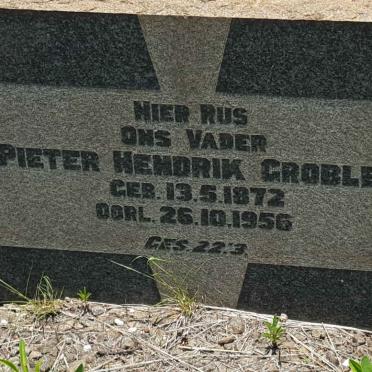 HIER RUS
ONS VADER
PIETER HENDRIK GROBLE
GEB. 13.5.1872
OORL. 26.10.1956
GES. 22:3